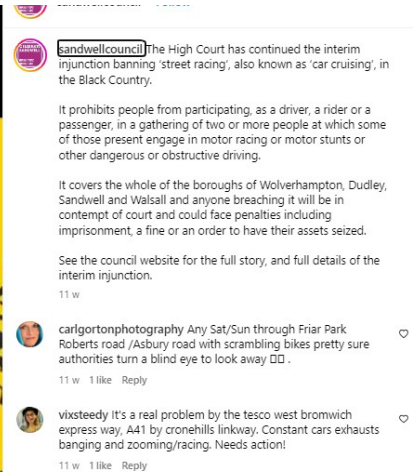 sandwellcouncil The High Court has continued the interim
injunction banning 'street racing', also known as 'car cruising', in
the Black Country.
It prohibits people from participating, as a driver, a rider or a
passenger, in a gathering of two or more people at which some
of those present engage in motor racing or motor stunts or
other dangerous or obstructive driving.
It covers the whole of the boroughs of Wolverhampton, Dudley,
Sandwell and Walsall and anyone breaching it will be in
contempt of court and could face penalties including
imprisonment, a fine or an order to have their assets seized.
See the council website for the full story, and full details of the
interim injunction.
11 w
carlgortonphotography Any Sat/Sun through Friar Park
Roberts road /Asbury road with scrambling bikes pretty sure
authorities turn a blind eye to look away .
11 w 1 like Reply
vixsteedy It's a real problem by the tesco west bromwich
express way, A41 by cronehills linkway. Constant cars exhausts
banging and zooming/racing. Needs action!
11 w 1 like Reply